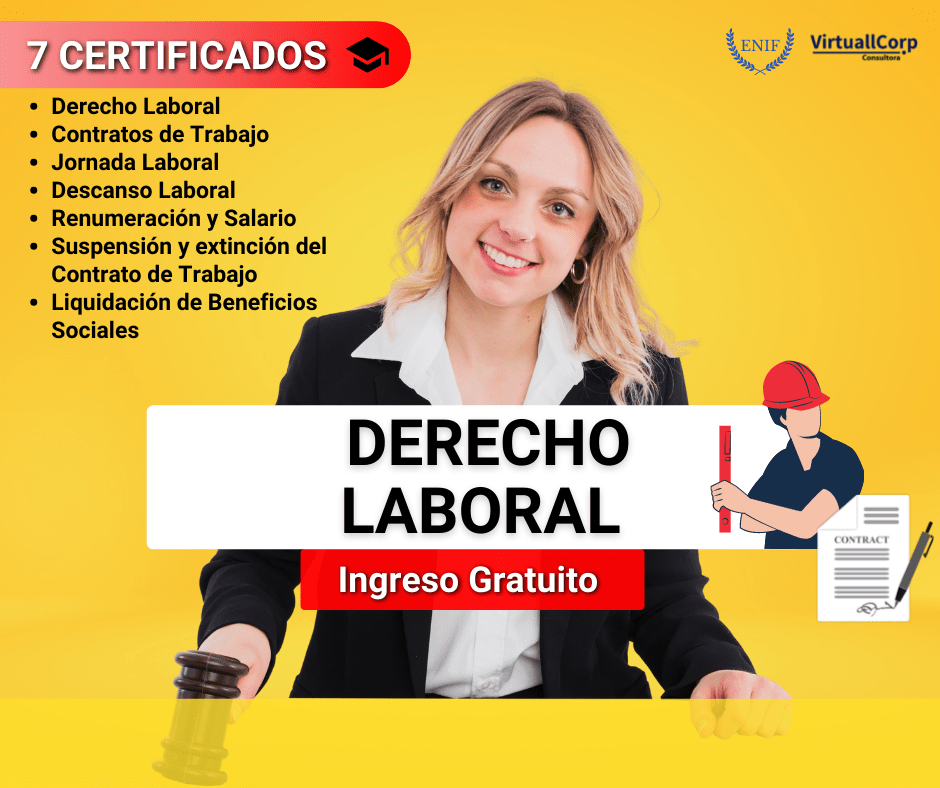 7 CERTIFICADOS
ENIF
VirtuallCorp
Consultora
• Derecho Laboral
• Contratos de Trabajo
• Jornada Laboral
• Descanso Laboral
• Renumeración y Salario
• Suspensión y extinción del
Contrato de Trabajo
• Liquidación de Beneficios
Sociales
DERECHO
LABORAL
CONTRACT
Ingreso Gratuito